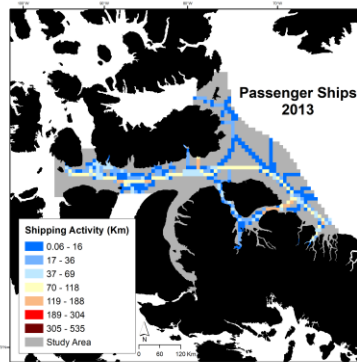 Passenger Ships
2013
Shipping Activity (Km)
0.06 - 16
17 - 36
37 - 69
70 - 118
119 - 188
189 - 304
305 - 535
Study Area
N
0 30 60 120 Km